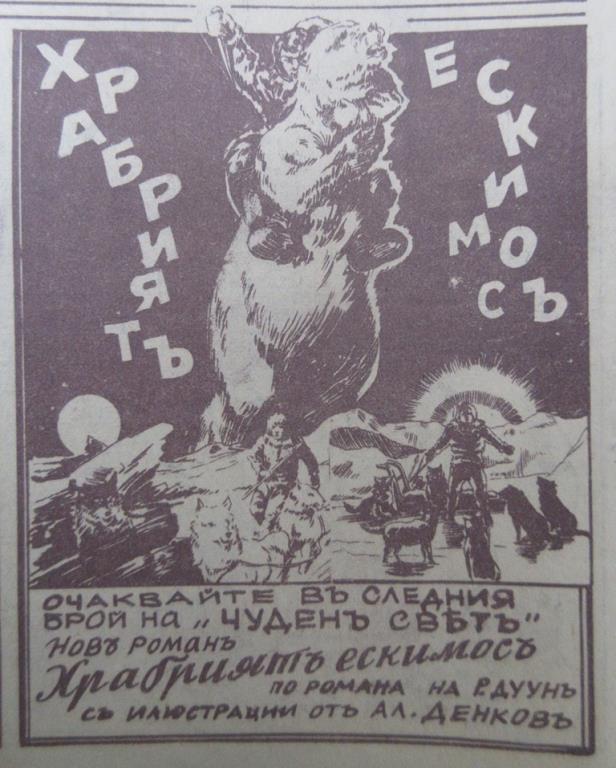 ХРАБРИЯТЪ
ЕСКИМОСЪ
ОЧАКВАЙТЕ ВЪ СЛЕДНИЯ
БРОЙ НА „ЧУДЕНЪ СВѢТЪ"
НОВЪ РОМАНЪ
Храбриятъ ескимосъ
ПО РОМАНА НА Р. ДУУНЪ
СЪ ИЛЮСТРАЦИИ ОТЪ АЛ. ДЕНКОВЪ